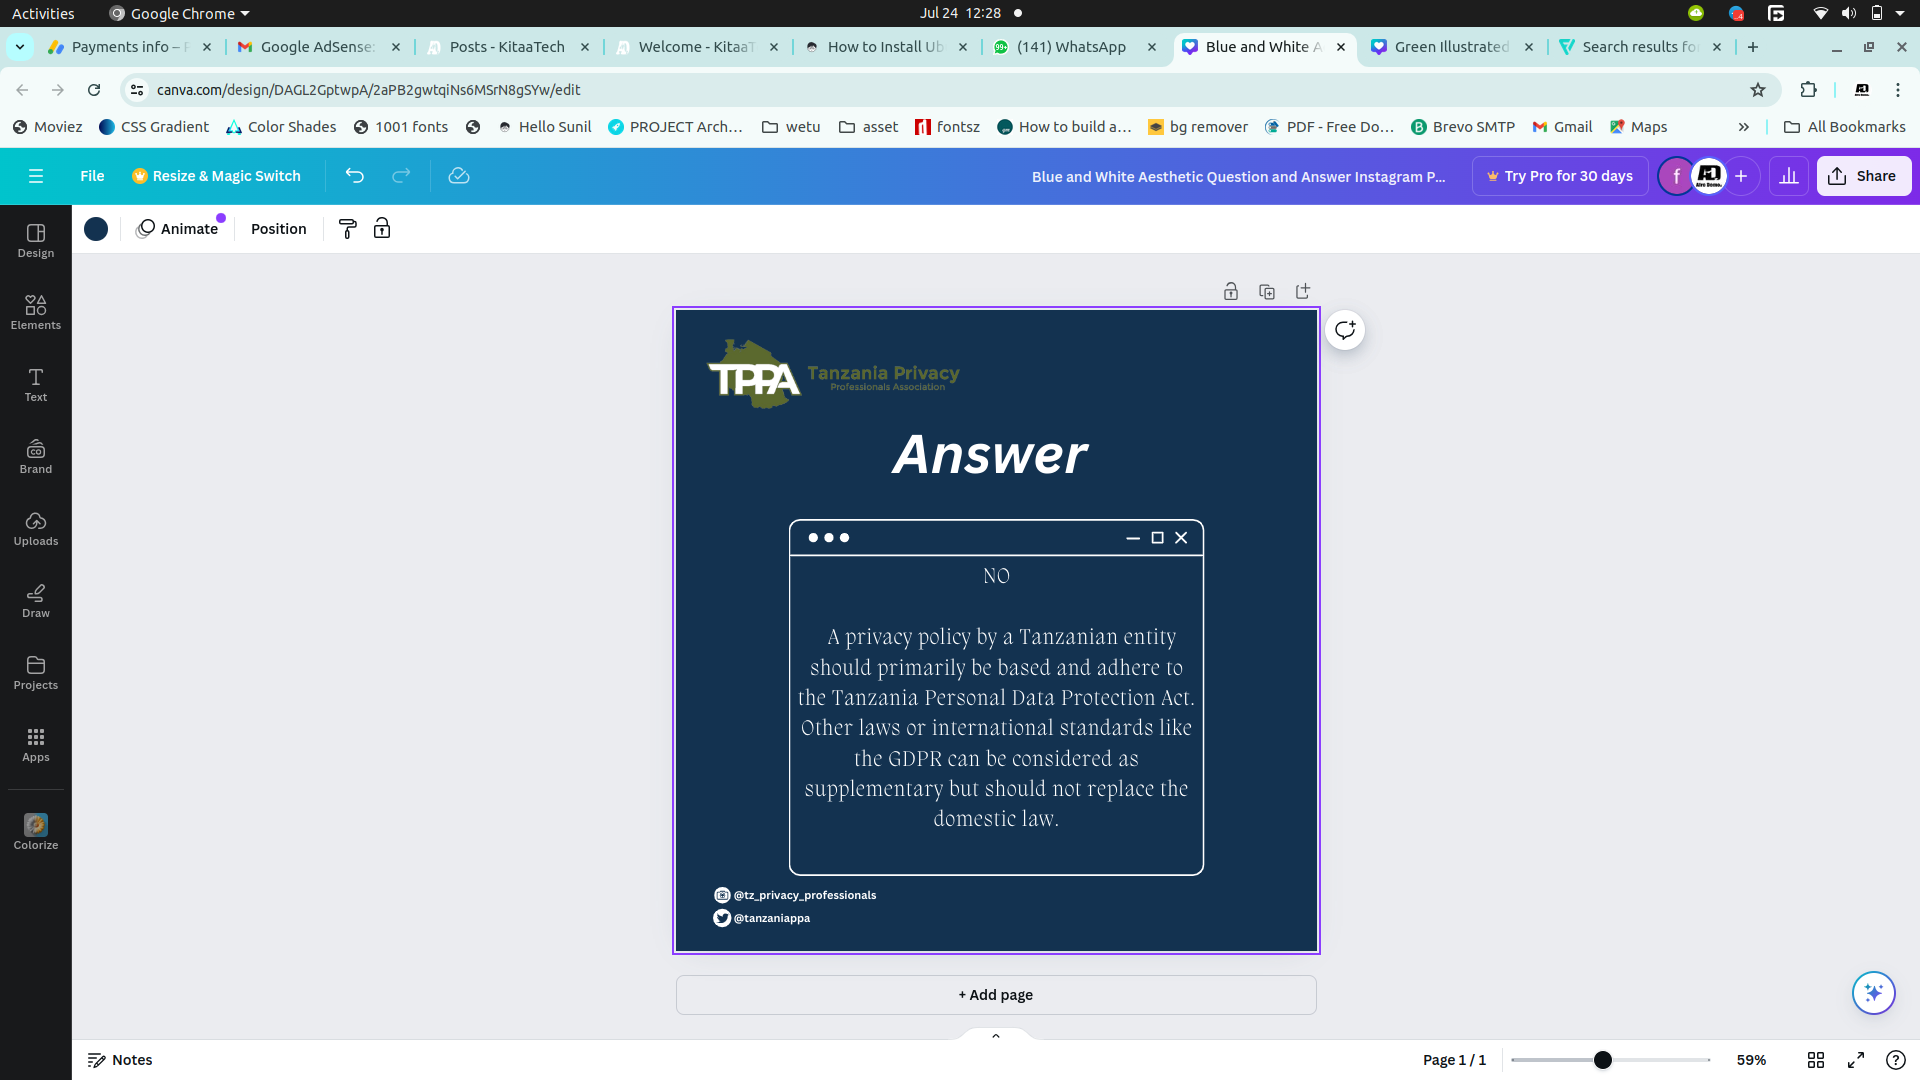 Activities
Google Chrome
Jul 24 12:28
Payments info –
Google AdSense:
Posts - KitaaTech
Welcome - Kitaa
How to Install Ub
(141) WhatsApp
Blue and White A
Green Illustrated
Search results fo
canva.com/design/DAGL2GptwpA/2aPB2gwtqiNs6MSrN8gSYw/edit
Moviez
CSS Gradient
Color Shades
1001 fonts
Hello Sunil
PROJECT Arch...
wetu
asset
fontsz
How to build a...
bg remover
PDF - Free Do...
Brevo SMTP
Gmail
Maps
All Bookmarks
File
Resize & Magic Switch
Blue and White Aesthetic Question and Answer Instagram P...
Try Pro for 30 days
f
Share
Animate
Position
Design
Elements
Text
Brand
Uploads
Draw
Projects
Apps
Colorize
TPPA
Tanzania Privacy
Professionals Association
Answer
NO
A privacy policy by a Tanzanian entity
should primarily be based and adhere to
the Tanzania Personal Data Protection Act.
Other laws or international standards like
the GDPR can be considered as
supplementary but should not replace the
domestic law.
@tz_privacy_professionals
@tanzaniappa
+ Add page
Notes
Page 1 / 1
59%